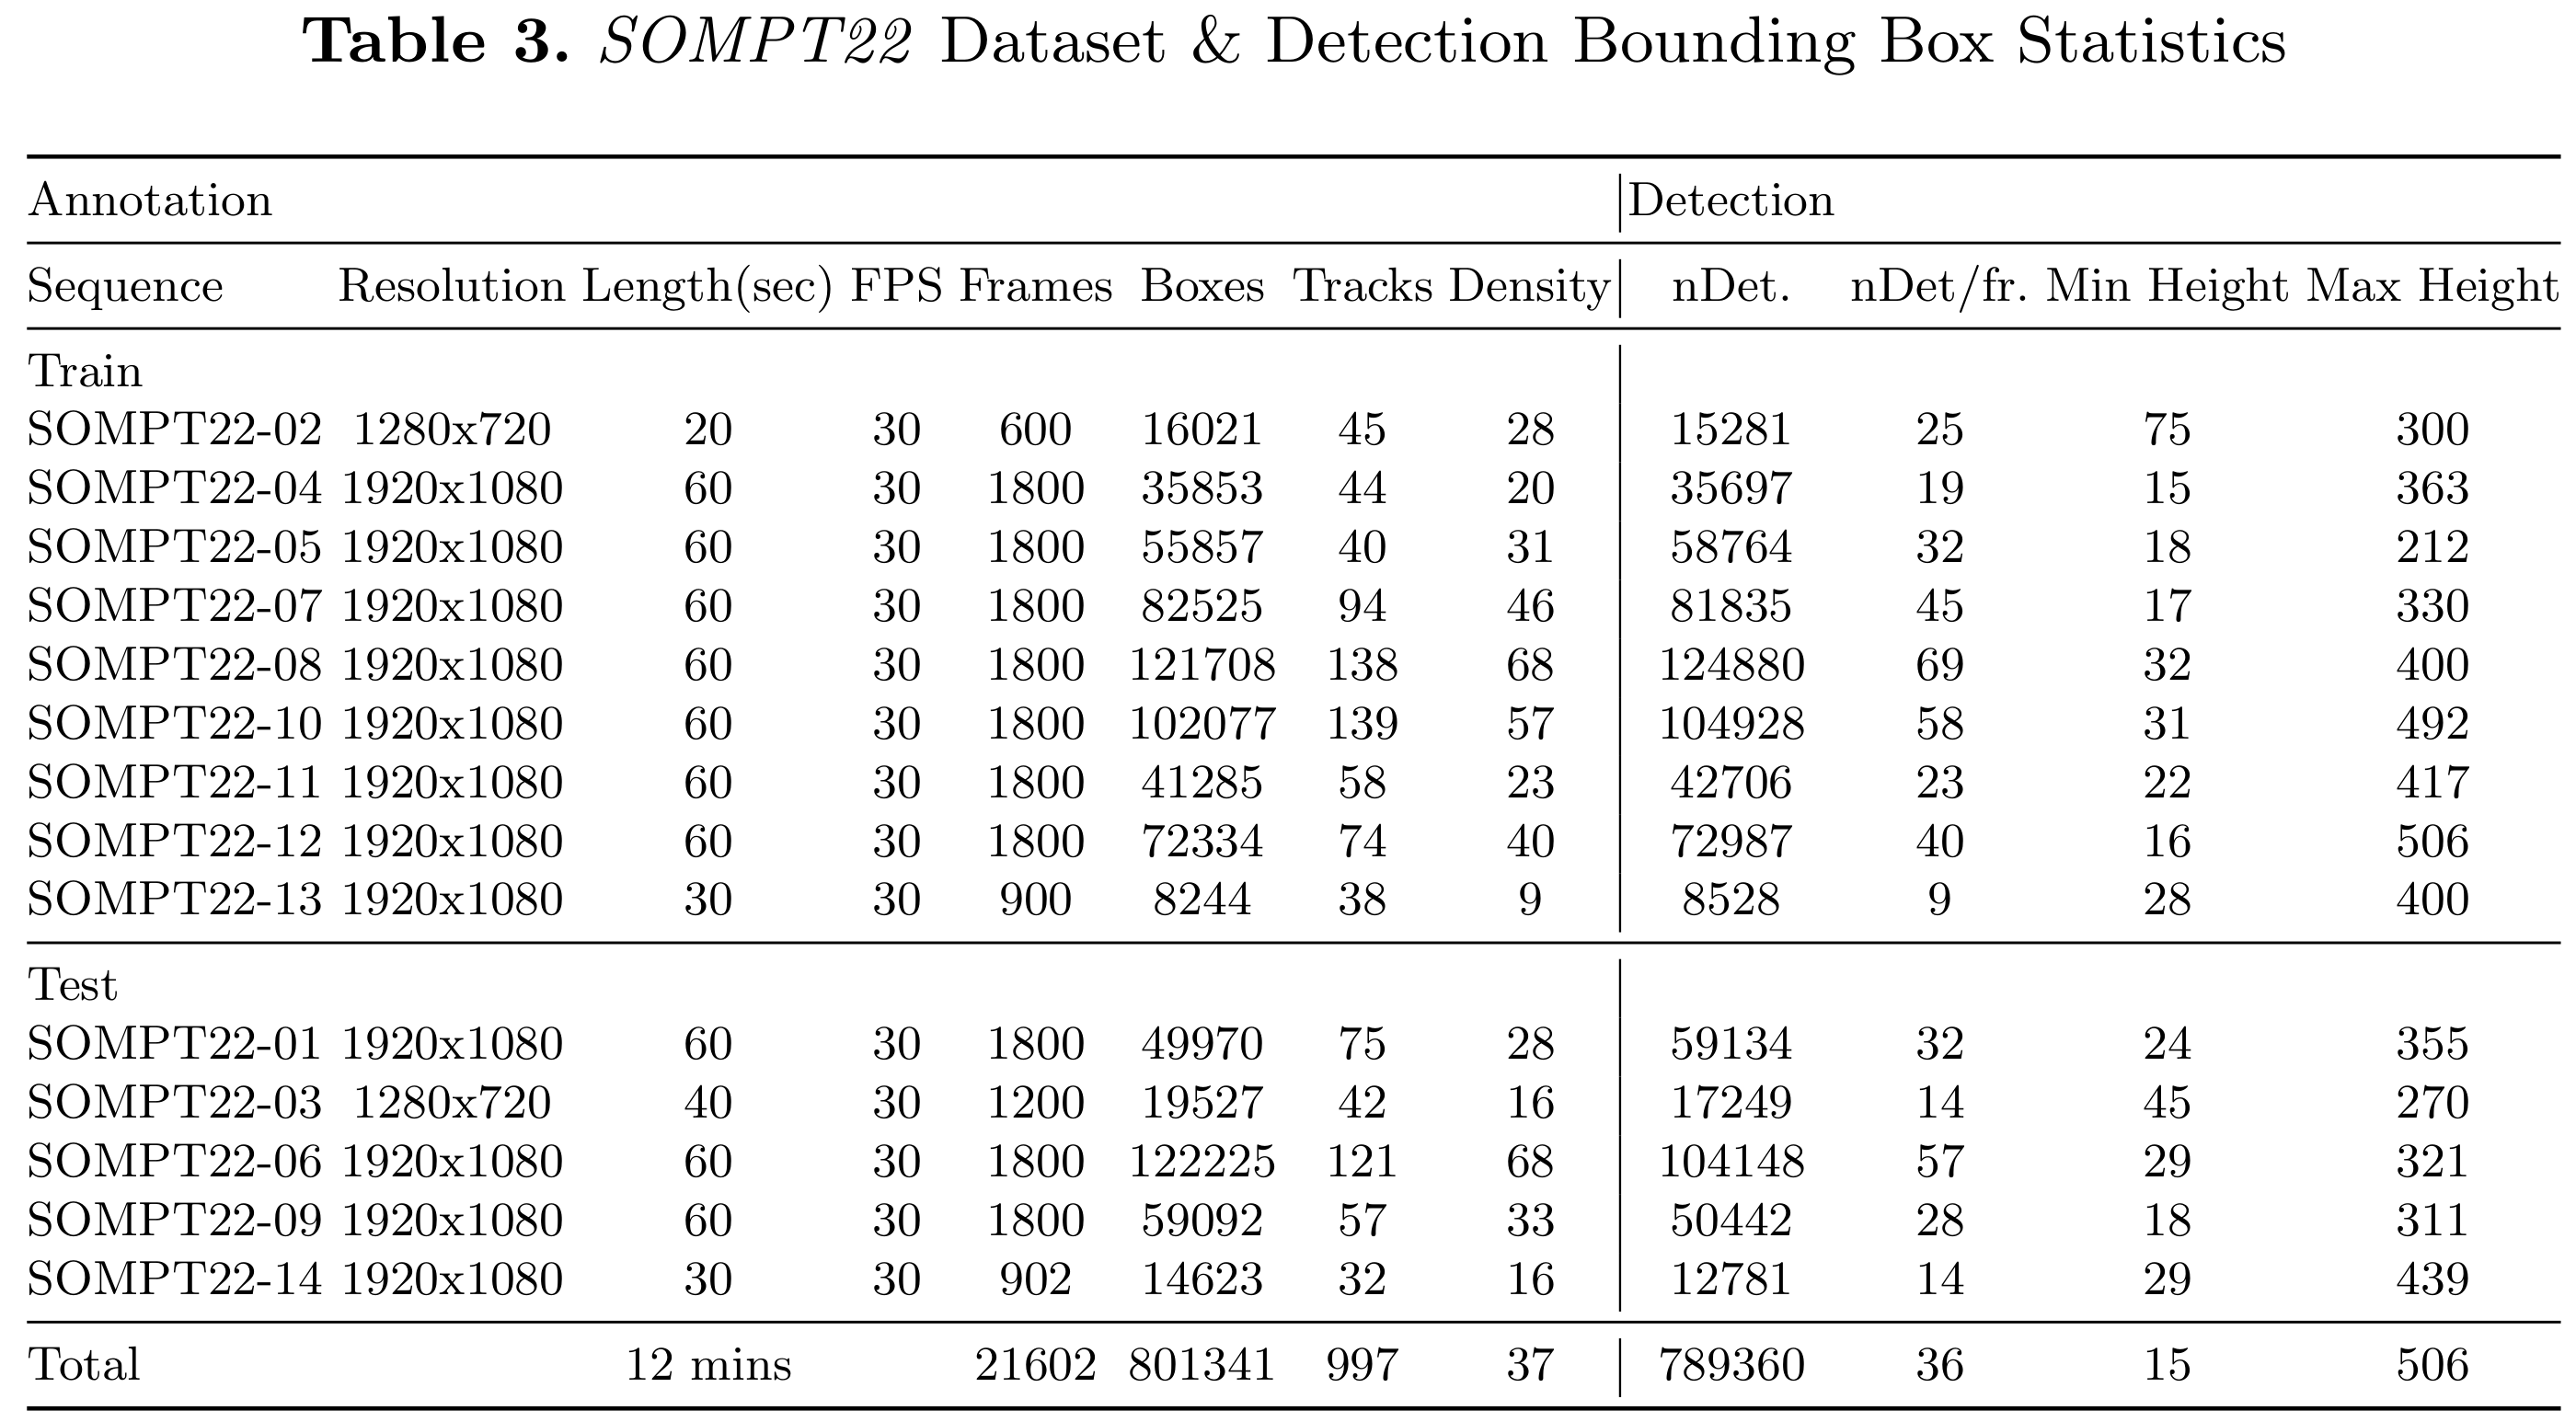 Table 3. SOMPT22 Dataset & Detection Bounding Box Statistics
Annotation Detection
Sequence Resolution Length(sec) FPS Frames Boxes Tracks Density nDet. nDet/fr. Min Height Max Height
Train
SOMPT22-02 1280x720 20 30 600 16021 45 28 15281 25 75 300
SOMPT22-04 1920x1080 60 30 1800 35853 44 20 35697 19 15 363
SOMPT22-05 1920x1080 60 30 1800 55857 40 31 58764 32 18 212
SOMPT22-07 1920x1080 60 30 1800 82525 94 46 81835 45 17 330
SOMPT22-08 1920x1080 60 30 1800 121708 138 68 124880 69 32 400
SOMPT22-10 1920x1080 60 30 1800 102077 139 57 104928 58 31 492
SOMPT22-11 1920x1080 60 30 1800 41285 58 23 42706 23 22 417
SOMPT22-12 1920x1080 60 30 1800 72334 74 40 72987 40 16 506
SOMPT22-13 1920x1080 30 30 900 8244 38 9 8528 9 28 400
Test
SOMPT22-01 1920x1080 60 30 1800 49970 75 28 59134 32 24 355
SOMPT22-03 1280x720 40 30 1200 19527 42 16 17249 14 45 270
SOMPT22-06 1920x1080 60 30 1800 122225 121 68 104148 57 29 321
SOMPT22-09 1920x1080 60 30 1800 59092 57 33 50442 28 18 311
SOMPT22-14 1920x1080 30 30 902 14623 32 16 12781 14 29 439
Total 12 mins 21602 801341 997 37 789360 36 15 506